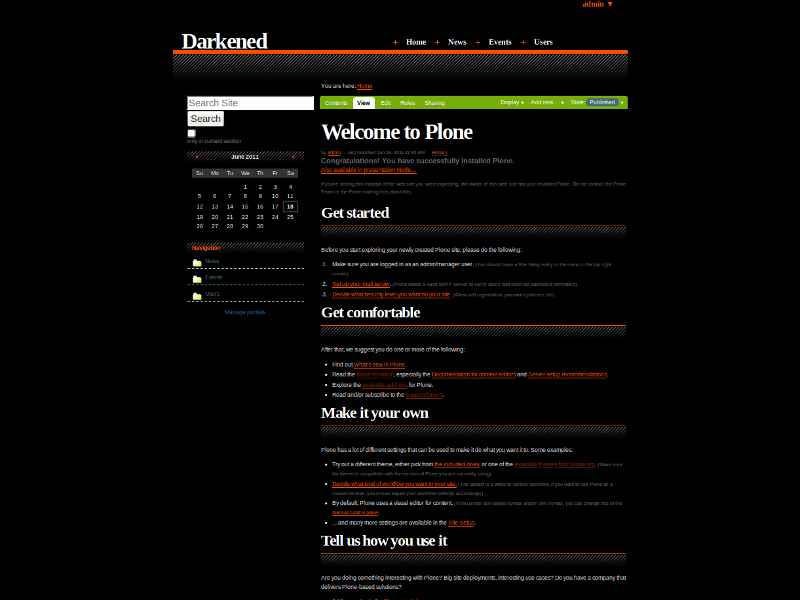 admin ▼
Darkened
+ Home + News + Events + Users
You are here: Home
Search Site
Search
only in current section
Contents View Edit Rules Sharing Display ▾ Add new… ▾ State: Published ▾
« June 2011 »
Su Mo Tu We Th Fr Sa
1 2 3 4
5 6 7 8 9 10 11
12 13 14 15 16 17 18
19 20 21 22 23 24 25
26 27 28 29 30
Navigation
News
Events
Users
Manage portlets
Welcome to Plone
by admin — last modified Jun 18, 2011 11:30 AM — History
Congratulations! You have successfully installed Plone.
Also available in presentation mode…
If you're seeing this instead of the web site you were expecting, the owner of this web site has just installed Plone. Do not contact the Plone
Team or the Plone mailing lists about this.
Get started
Before you start exploring your newly created Plone site, please do the following:
1. Make sure you are logged in as an admin/manager user. (You should have a Site Setup entry in the menu in the top right
corner)
2. Set up your mail server. (Plone needs a valid SMTP server to verify users and send out password reminders)
3. Decide what security level you want on your site. (Allow self registration, password policies, etc)
Get comfortable
After that, we suggest you do one or more of the following:
Find out What's new in Plone.
Read the documentation, especially the Documentation for content editors and Server setup recommendations.
Explore the available add-ons for Plone.
Read and/or subscribe to the support forums.
Make it your own
Plone has a lot of different settings that can be used to make it do what you want it to. Some examples:
Try out a different theme, either pick from the included ones, or one of the available themes from plone.org. (Make sure
the theme is compatible with the version of Plone you are currently using)
Decide what kind of workflow you want in your site. (The default is a website-centric workflow, if you want to use Plone as a
closed intranet, you should adjust your workflow settings accordingly)
By default, Plone uses a visual editor for content. (If you prefer text-based syntax and/or wiki syntax, you can change this in the
markup control panel)
…and many more settings are available in the Site Setup.
Tell us how you use it
Are you doing something interesting with Plone? Big site deployments, interesting use cases? Do you have a company that
delivers Plone-based solutions?